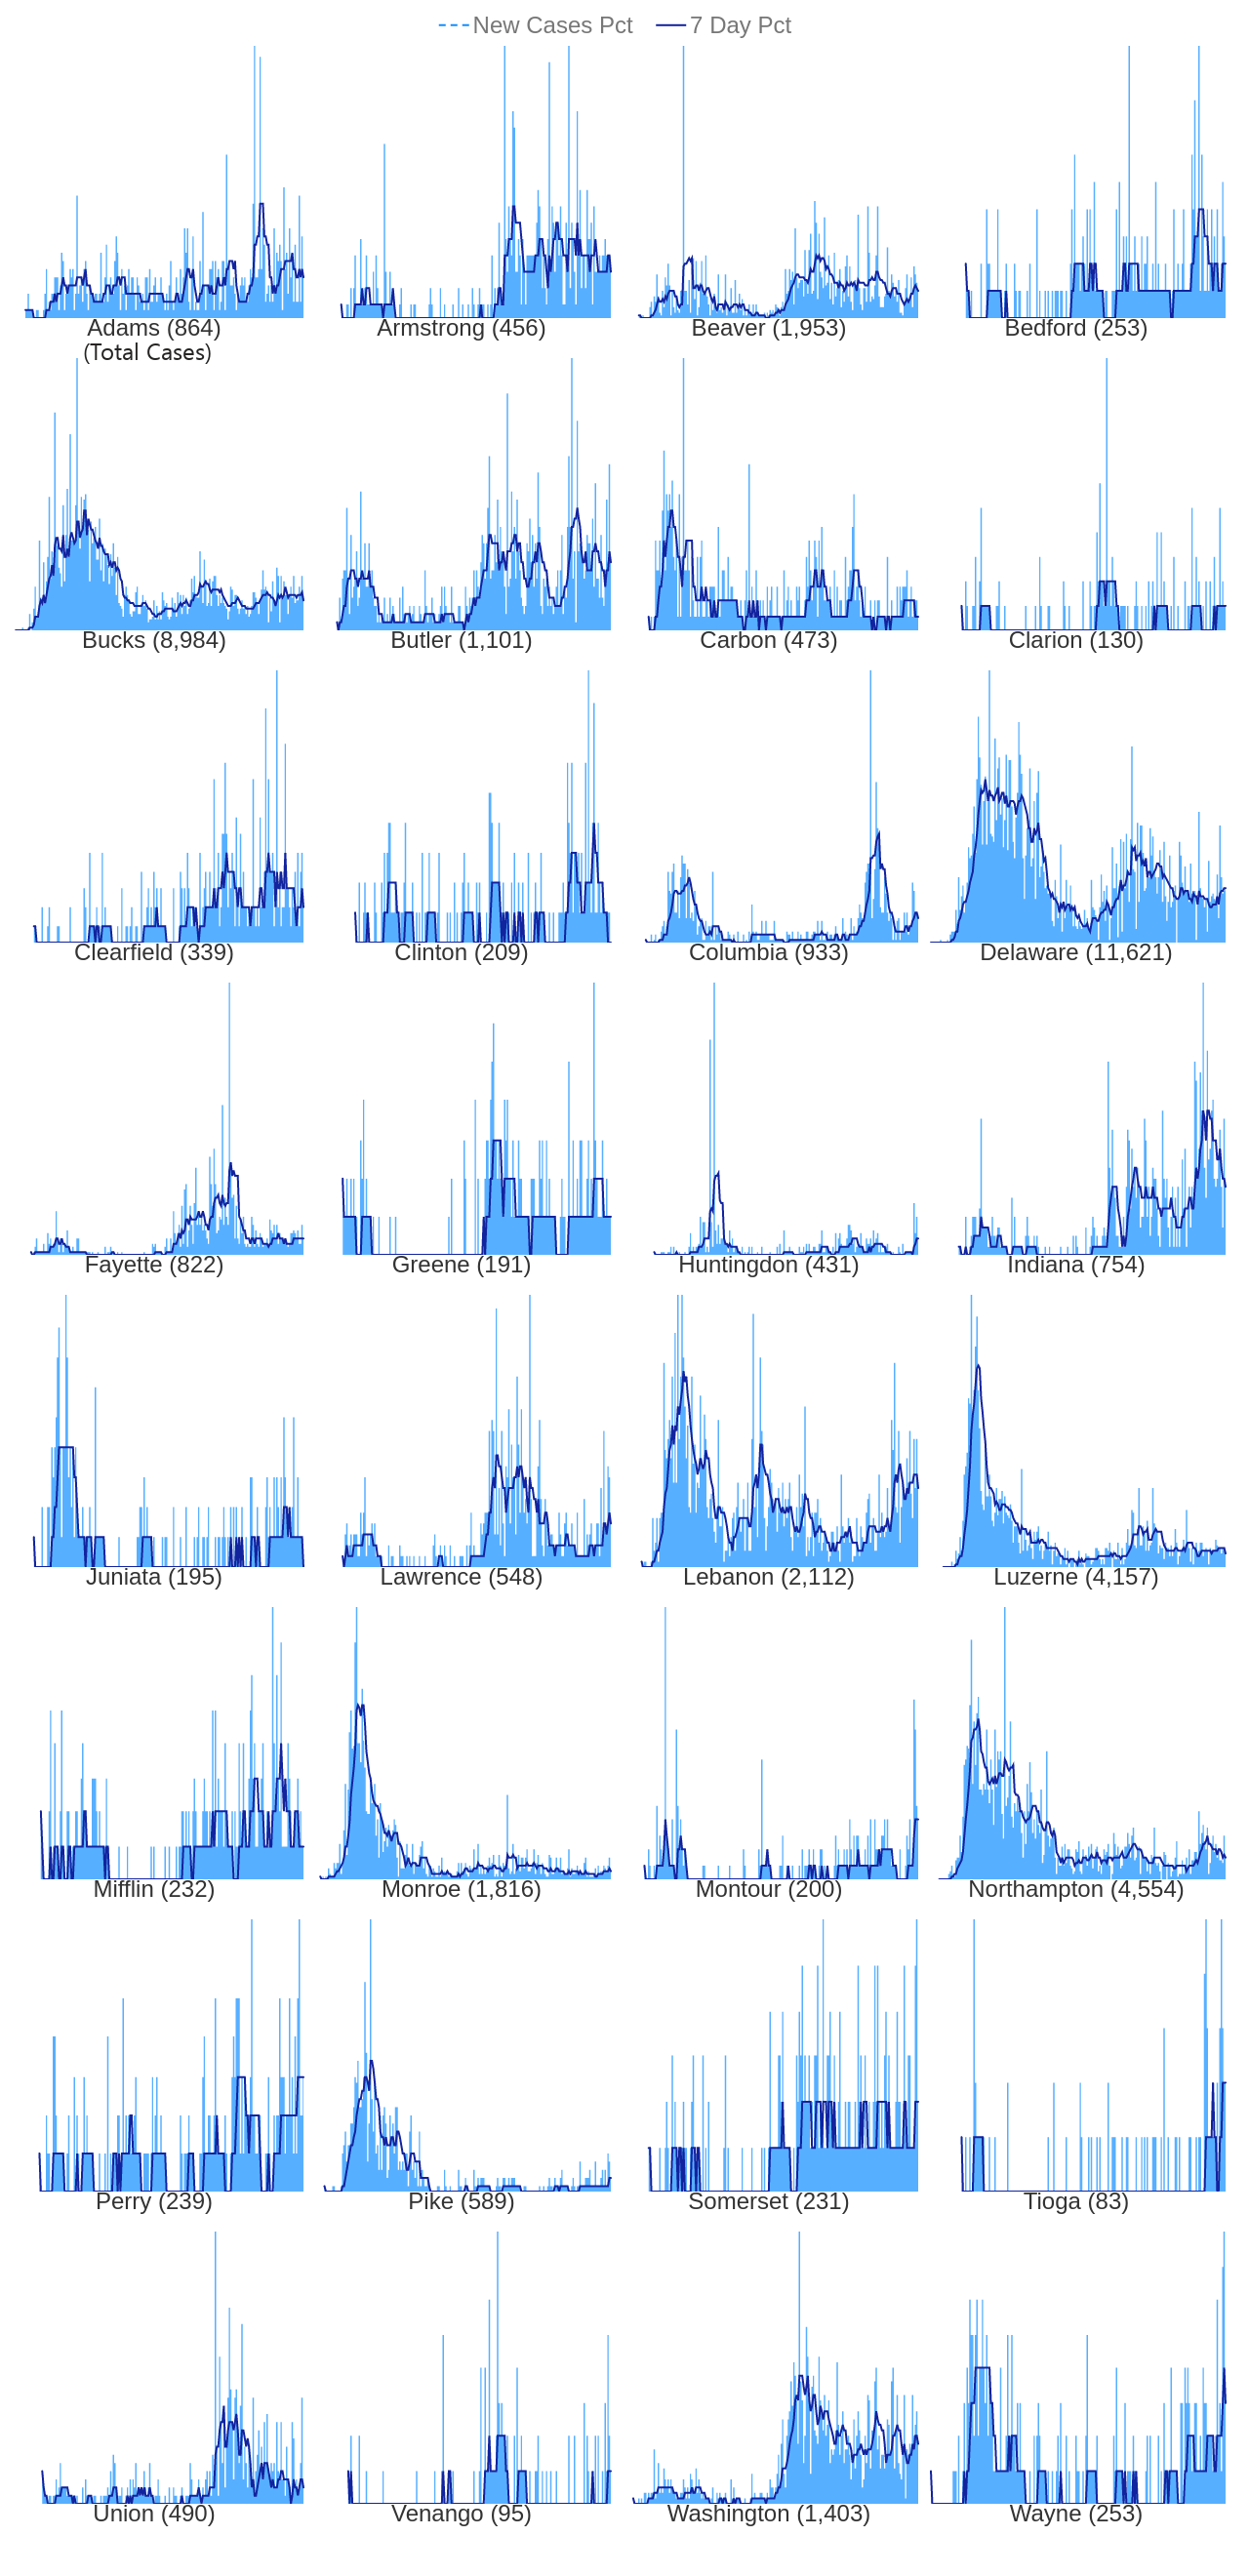 New Cases Pct 7 Day Pct
Adams (864) Armstrong (456) Beaver (1,953) Bedford (253)
(Total Cases)
Bucks (8,984) Butler (1,101) Carbon (473) Clarion (130)
Clearfield (339) Clinton (209) Columbia (933) Delaware (11,621)
Fayette (822) Greene (191) Huntingdon (431) Indiana (754)
Juniata (195) Lawrence (548) Lebanon (2,112) Luzerne (4,157)
Mifflin (232) Monroe (1,816) Montour (200) Northampton (4,554)
Perry (239) Pike (589) Somerset (231) Tioga (83)
Union (490) Venango (95) Washington (1,403) Wayne (253)